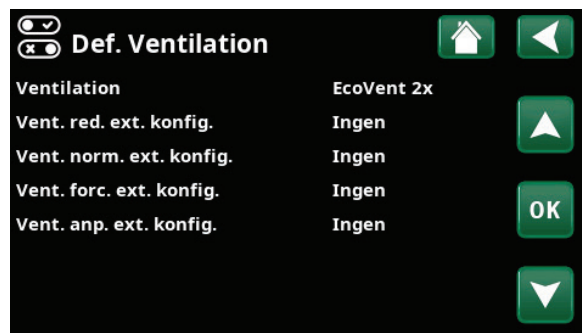 Def. Ventilation
Ventilation EcoVent 2x
Vent. red. ext. konfig. Ingen
Vent. norm. ext. konfig. Ingen
Vent. forc. ext. konfig. Ingen
Vent. anp. ext. konfig. Ingen
OK